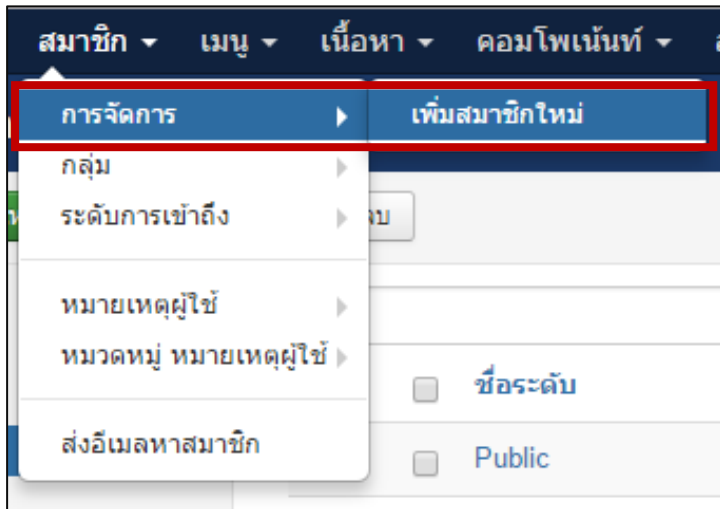 สมาชิก เมนู เนื้อหา คอมโพเน้นท์
การจัดการ เพิ่มสมาชิกใหม่
กลุ่ม
ระดับการเข้าถึง
หมายเหตุผู้ใช้
หมวดหมู่ หมายเหตุผู้ใช้
ชื่อระดับ
ส่งอีเมลหาสมาชิก
Public